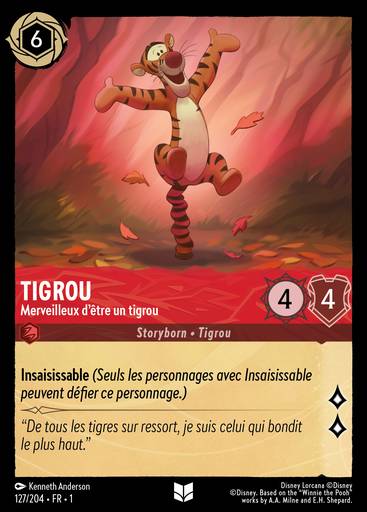 6
TIGROU
Merveilleux d'être un tigrou
4
4
Storyborn • Tigrou
Insaisissable (Seuls les personnages avec Insaisissable
peuvent défier ce personnage.)
“De tous les tigres sur ressort, je suis celui qui bondit
le plus haut.”
Kenneth Anderson
127/204 • FR • 1
Disney Lorcana ©Disney
©Disney. Based on the "Winnie the Pooh"
works by A.A. Milne and E.H. Shepard.